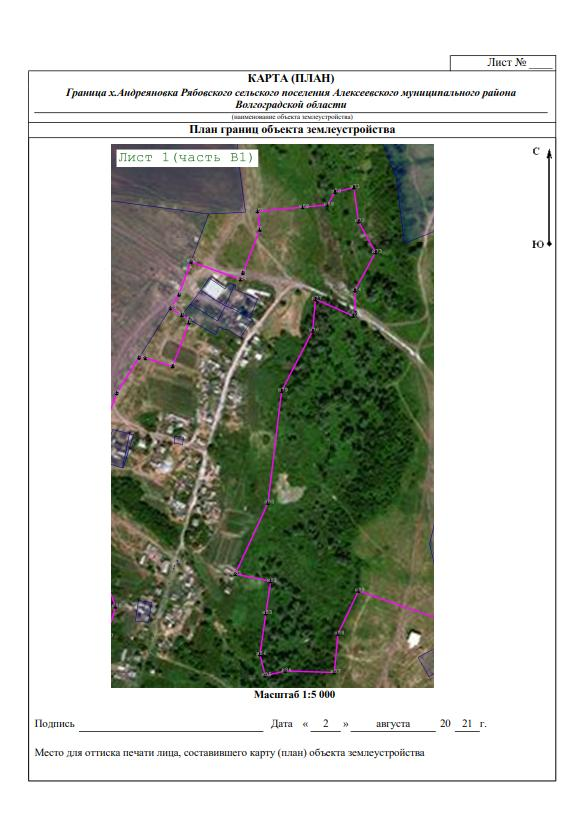 Лист № ____
КАРТА (ПЛАН)
Граница х.Андреяновка Рябовского сельского поселения Алексеевского муниципального района
Волгоградской области
(наименование объекта землеустройства)
План границ объекта землеустройства
Лист 1(часть В1)
С
Ю
Масштаб 1:5 000
Подпись Дата « 2 » августа 20 21 г.
Место для оттиска печати лица, составившего карту (план) объекта землеустройства